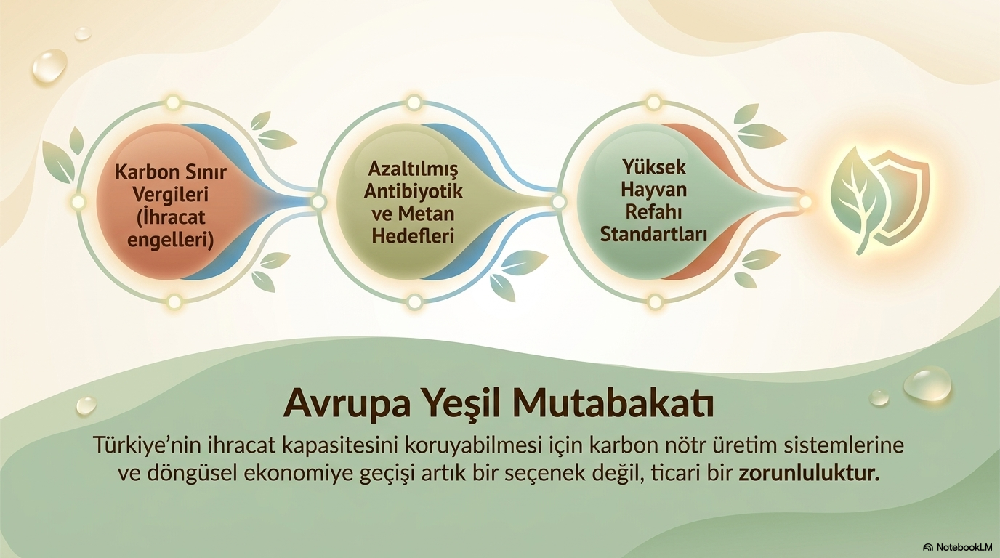 Karbon Sınır
Vergileri
(İhracat
engelleri)
Azaltılmış
Antibiyotik
ve Metan
Hedefleri
Yüksek
Hayvan
Refahı
Standartları
Avrupa Yeşil Mutabakatı
Türkiye’nin ihracat kapasitesini koruyabilmesi için karbon nötr üretim sistemlerine
ve döngüsel ekonomiye geçişi artık bir seçenek değil, ticari bir zorunluluktur.
NotebookLM